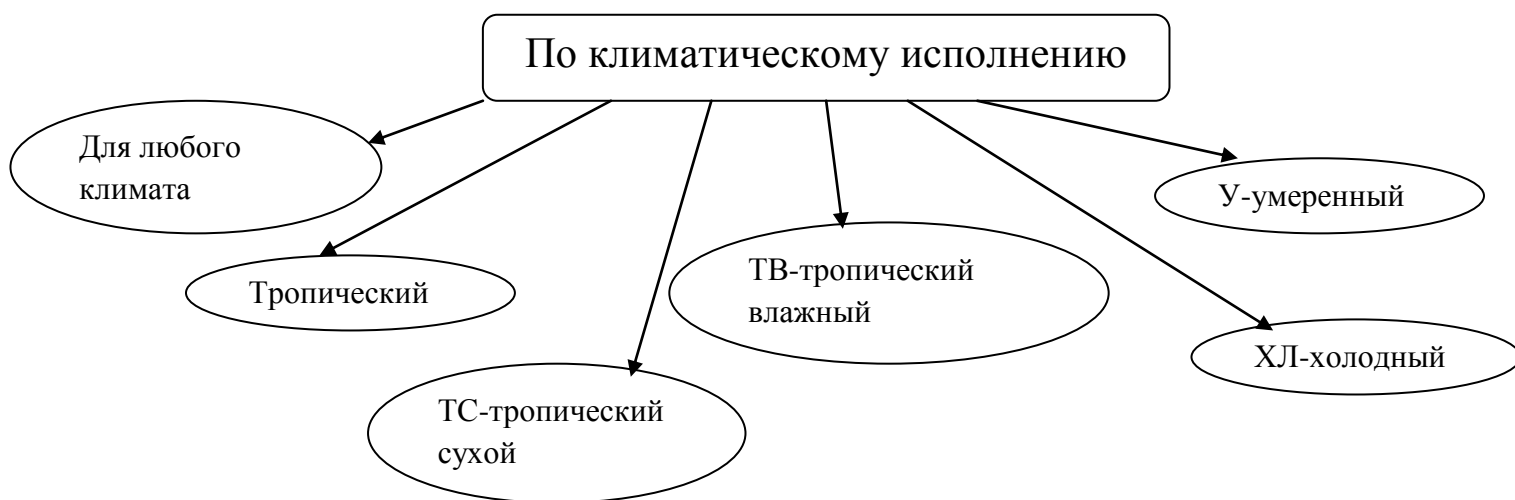 По климатическому исполнению
Для любого
климата
Тропический
ТС-тропический
сухой
ТВ-тропический
влажный
ХЛ-холодный
У-умеренный